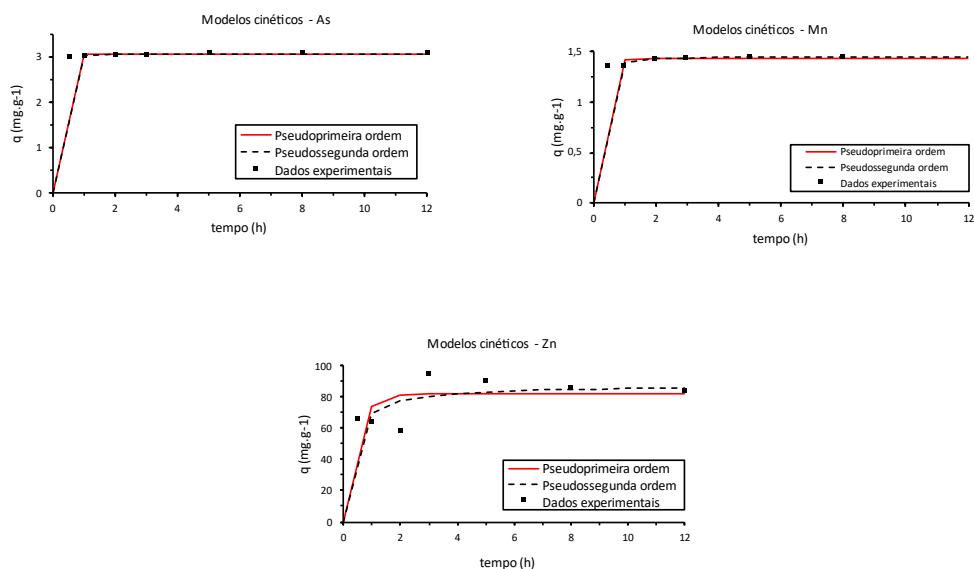 Modelos cinéticos - As
q (mg.g-1)
3
2
1
0
Pseudoprimeira ordem
Pseudossegunda ordem
Dados experimentais
0 2 4 6 8 10 12
tempo (h)
Modelos cinéticos - Mn
q (mg.g-1)
1,5
1
0,5
0
Pseudoprimeira ordem
Pseudossegunda ordem
Dados experimentais
0 2 4 6 8 10 12
tempo (h)
Modelos cinéticos - Zn
q (mg.g-1)
100
80
60
40
20
0
Pseudoprimeira ordem
Pseudossegunda ordem
Dados experimentais
0 2 4 6 8 10 12
tempo (h)